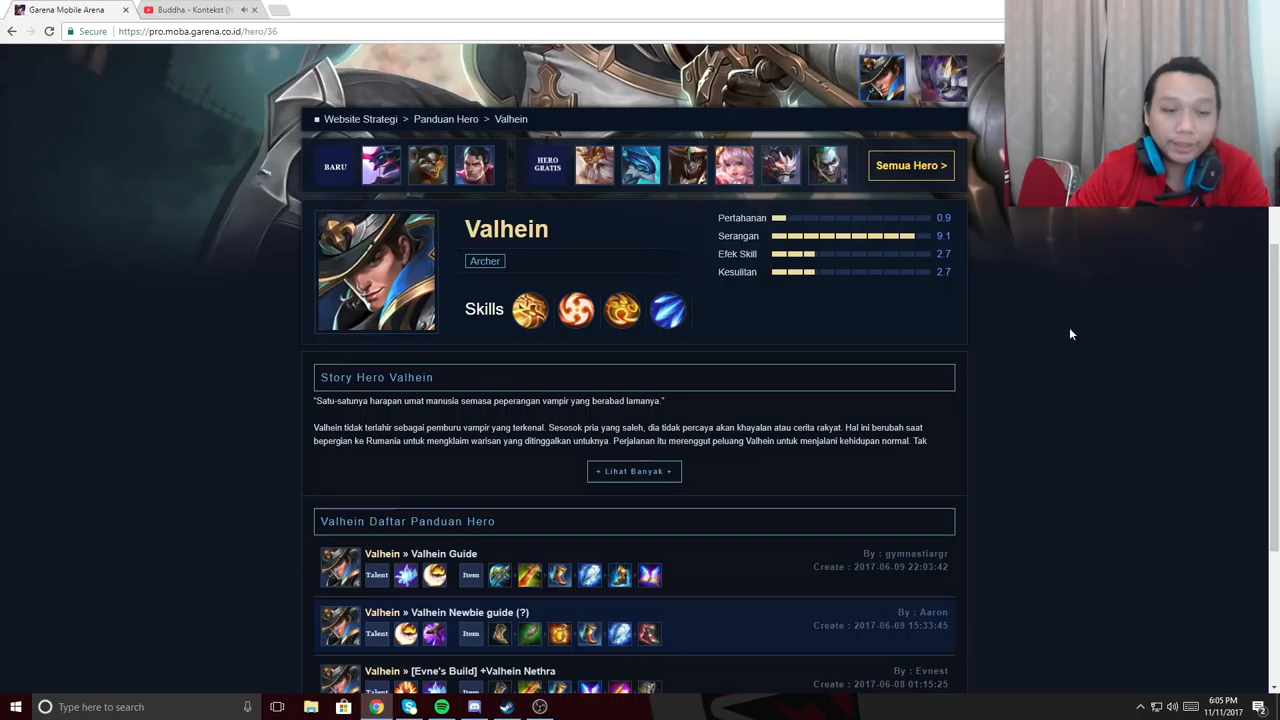 Garena Mobile Arena
Buddha - Kontekst (N
Secure
https://pro.moba.garena.co.id/hero/36
Website Strategi > Panduan Hero > Valhein
BARU
HERO
GRATIS
Semua Hero >
Valhein
Archer
Skills
Pertahanan 0.9
Serangan 9.1
Efek Skill 2.7
Kesulitan 2.7
Story Hero Valhein
"Satu-satunya harapan umat manusia semasa peperangan vampir yang berabad lamanya."
Valhein tidak terlahir sebagai pemburu vampir yang terkenal. Sesosok pria yang saleh, dia tidak percaya akan khayalan atau cerita rakyat. Hal ini berubah saat
bepergian ke Rumania untuk mengklaim warisan yang ditinggalkan untuknya. Perjalanan itu merenggut peluang Valhein untuk menjalani kehidupan normal. Tak
+ Lihat Banyak +
Valhein Daftar Panduan Hero
Valhein » Valhein Guide
By : gymnastiargr
Talent
Item
Create : 2017-06-09 22:03:42
Valhein » Valhein Newbie guide (?)
By : Aaron
Talent
Item
Create : 2017-06-09 15:33:45
Valhein » [Evne's Build] +Valhein Nethra
By : Evnest
Talent
Item
Create : 2017-06-08 01:15:25
Type here to search
6:05 PM
11/11/2017
2